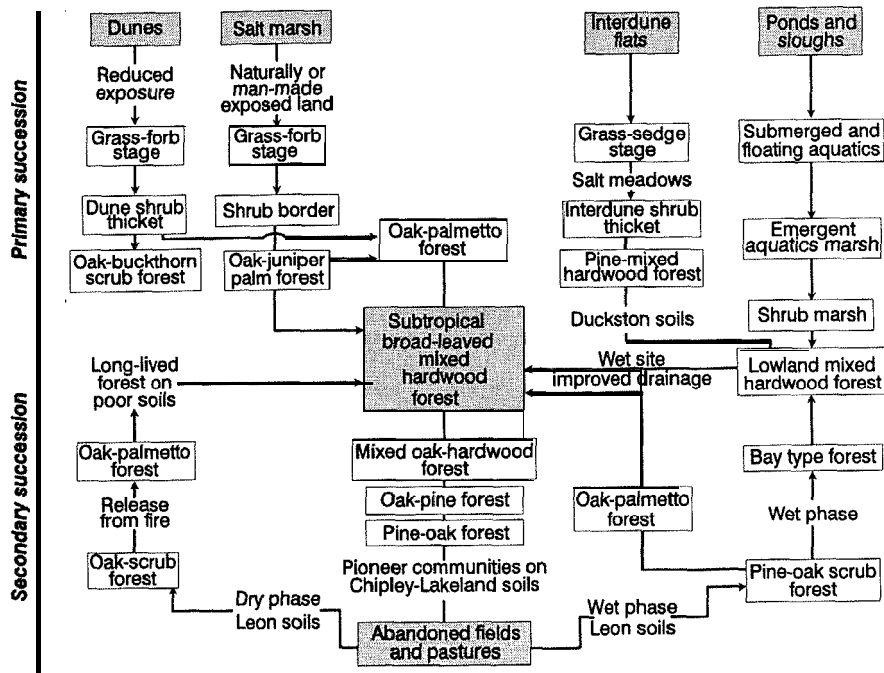 Primary succession
Secondary succession
Dunes
Reduced
exposure
Grass-forb
stage
Dune shrub
thicket
Oak-buckthorn
scrub forest
Salt marsh
Naturally or
man-made
exposed land
Grass-forb
stage
Shrub border
Oak-juniper
palm forest
Oak-palmetto
forest
Interdune
flats
Grass-sedge
stage
Salt meadows
Interdune shrub
thicket
Pine-mixed
hardwood forest
Duckston soils
Ponds and
sloughs
Submerged and
floating aquatics
Emergent
aquatics marsh
Shrub marsh
Lowland mixed
hardwood forest
Wet site
improved drainage
Subtropical
broad-leaved
mixed
hardwood
forest
Long-lived
forest on
poor soils
Oak-palmetto
forest
Release
from fire
Oak-scrub
forest
Dry phase
Leon soils
Mixed oak-hardwood
forest
Oak-pine forest
Pine-oak forest
Pioneer communities on
Chipley-Lakeland soils
Abandoned fields
and pastures
Oak-palmetto
forest
Wet phase
Leon soils
Bay type forest
Wet phase
Pine-oak scrub
forest